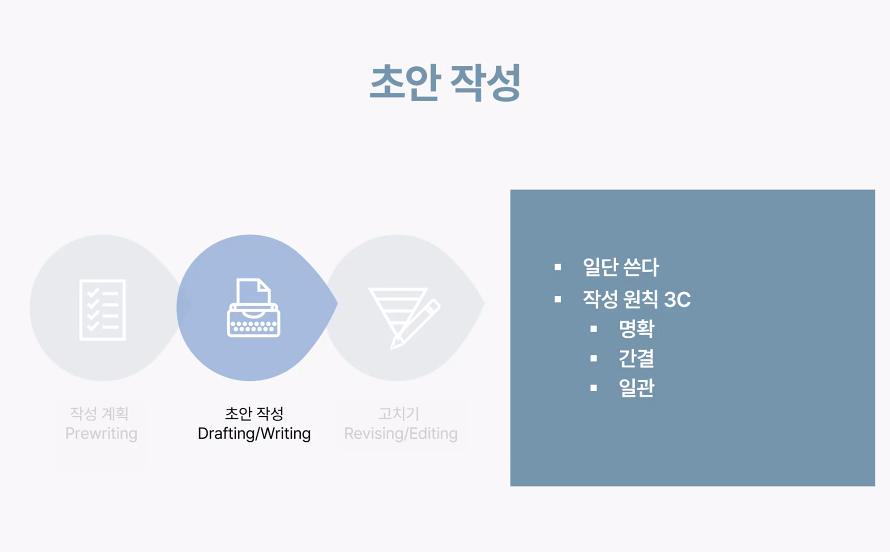 초안 작성
작성 계획
Prewriting
초안 작성
Drafting/Writing
고치기
Revising/Editing
일단 쓴다
작성 원칙 3C
명확
간결
일관